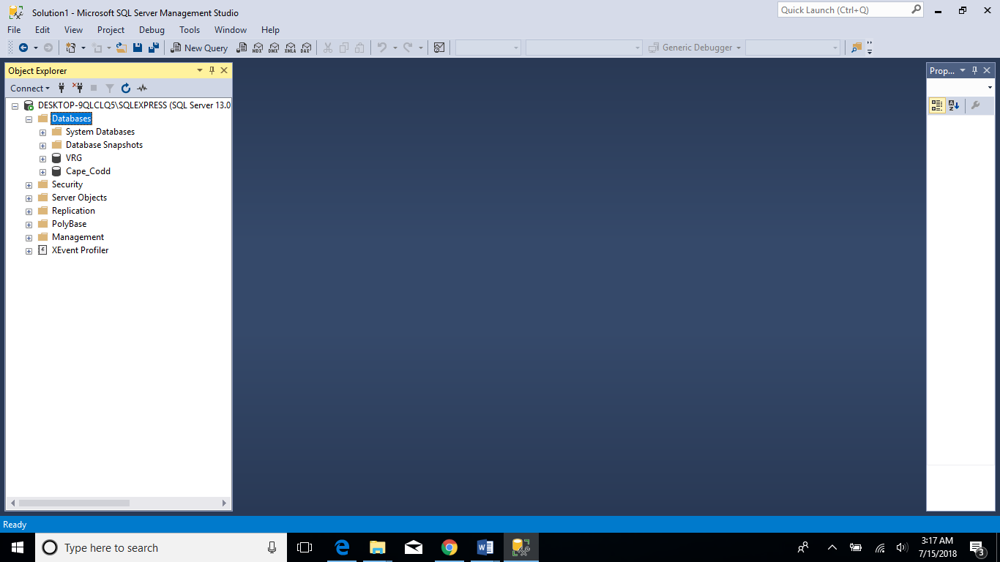 Solution1 - Microsoft SQL Server Management Studio
Quick Launch (Ctrl+Q)
File Edit View Project Debug Tools Window Help
New Query MDX DMX XMLA DAX Generic Debugger
Object Explorer
Prop...
Connect
DESKTOP-9QLCLQ5\SQLEXPRESS (SQL Server 13.0
Databases
System Databases
Database Snapshots
VRG
Cape_Codd
Security
Server Objects
Replication
PolyBase
Management
XEvent Profiler
Ready
Type here to search
3:17 AM
7/15/2018
3